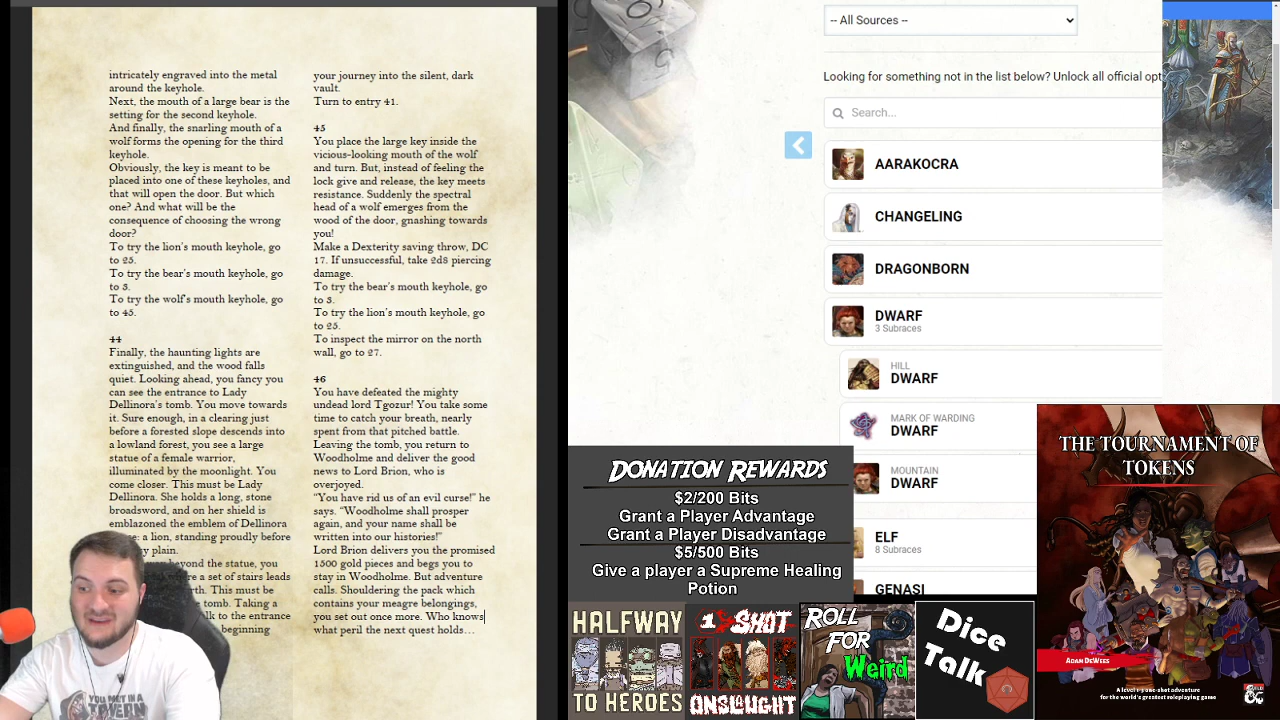 intricately engraved into the metal
around the keyhole.
Next, the mouth of a large bear is the
setting for the second keyhole.
And finally, the snarling mouth of a
wolf forms the opening for the third
keyhole.
Obviously, the key is meant to be
placed into one of these keyholes, and
that will open the door. But which
one? And what will be the
consequence of choosing the wrong
door?
To try the lion's mouth keyhole, go
to 25.
To try the bear's mouth keyhole, go
to 3.
To try the wolf's mouth keyhole, go
to 45.
44
Finally, the haunting lights are
extinguished, and the wood falls
quiet. Looking ahead, you fancy you
can see the entrance to Lady
Dellinora's tomb. You move towards
it. Sure enough, in a clearing just
before a forested slope descends into
a lowland forest, you see a large
statue of a female warrior,
illuminated by the moonlight. You
come closer. This must be Lady
Dellinora. She holds a long, stone
broadsword, and on her shield is
emblazoned the emblem of Dellinora
: a lion, standing proudly before
plain.
beyond the statue, you
a set of stairs leads
This must be
tomb. Taking a
to the entrance
beginning
your journey into the silent, dark
vault.
Turn to entry 41.
45
You place the large key inside the
vicious-looking mouth of the wolf
and turn. But, instead of feeling the
lock give and release, the key meets
resistance. Suddenly the spectral
head of a wolf emerges from the
wood of the door, gnashing towards
you!
Make a Dexterity saving throw, DC
17. If unsuccessful, take 2d8 piercing
damage.
To try the bear's mouth keyhole, go
to 3.
To try the lion's mouth keyhole, go
to 25.
To inspect the mirror on the north
wall, go to 27.
46
You have defeated the mighty
undead lord Tgozur! You take some
time to catch your breath, nearly
spent from that pitched battle.
Leaving the tomb, you return to
Woodholme and deliver the good
news to Lord Brion, who is
overjoyed.
"You have rid us of an evil curse!" he
says. "Woodholme shall prosper
again, and your name shall be
written into our histories!"
Lord Brion delivers you the promised
1500 gold pieces and begs you to
stay in Woodholme. But adventure
calls. Shouldering the pack which
contains your meagre belongings,
you set out once more. Who knows
what peril the next quest holds…
YOU MET IN A
TAVERN
-- All Sources --
Looking for something not in the list below? Unlock all official opt
Search...
AARAKOCRA
CHANGELING
DRAGONBORN
DWARF
3 Subraces
HILL
DWARF
MARK OF WARDING
DWARF
MOUNTAIN
DWARF
ELF
8 Subraces
GENASI
DONATION REWARDS
$2/200 Bits
Grant a Player Advantage
Grant a Player Disadvantage
$5/500 Bits
Give a player a Supreme Healing
Potion
HALFWAY
TO HEROES
1 SHOT
ONSLAUGHT
ROLL
FOR
Weird
Dice
Talk
THE TOURNAMENT OF
TOKENS
ADAM DEWEES
A level 1 one-shot adventure
for the world's greatest roleplaying game